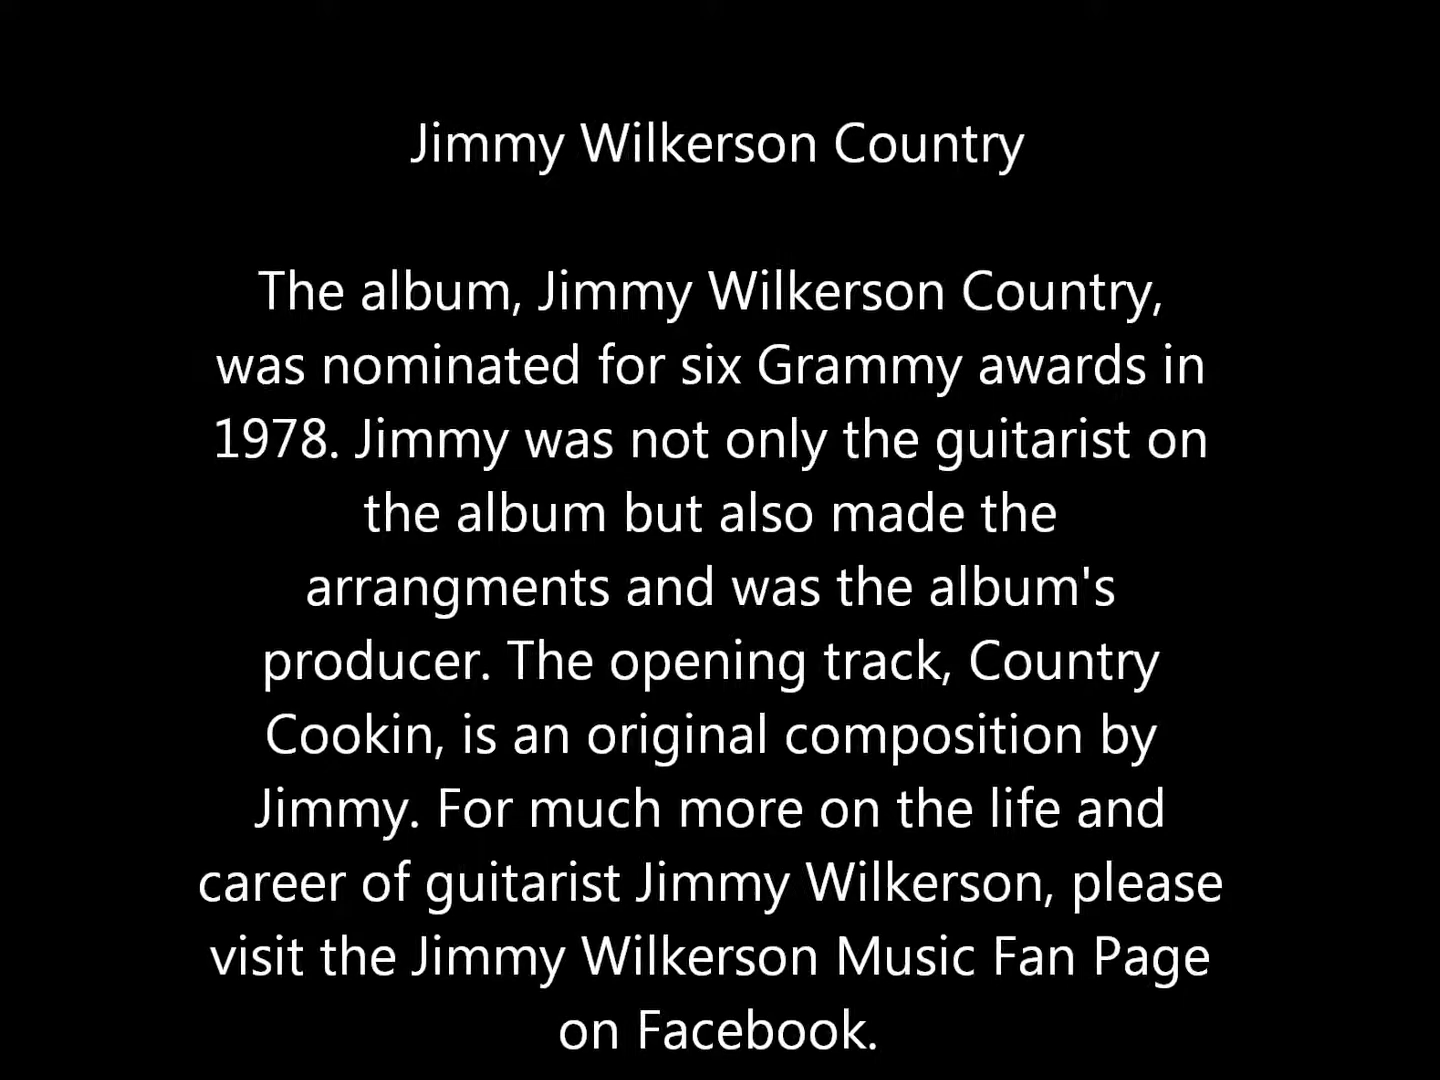 Jimmy Wilkerson Country
The album, Jimmy Wilkerson Country,
was nominated for six Grammy awards in
1978. Jimmy was not only the guitarist on
the album but also made the
arrangments and was the album's
producer. The opening track, Country
Cookin, is an original composition by
Jimmy. For much more on the life and
career of guitarist Jimmy Wilkerson, please
visit the Jimmy Wilkerson Music Fan Page
on Facebook.